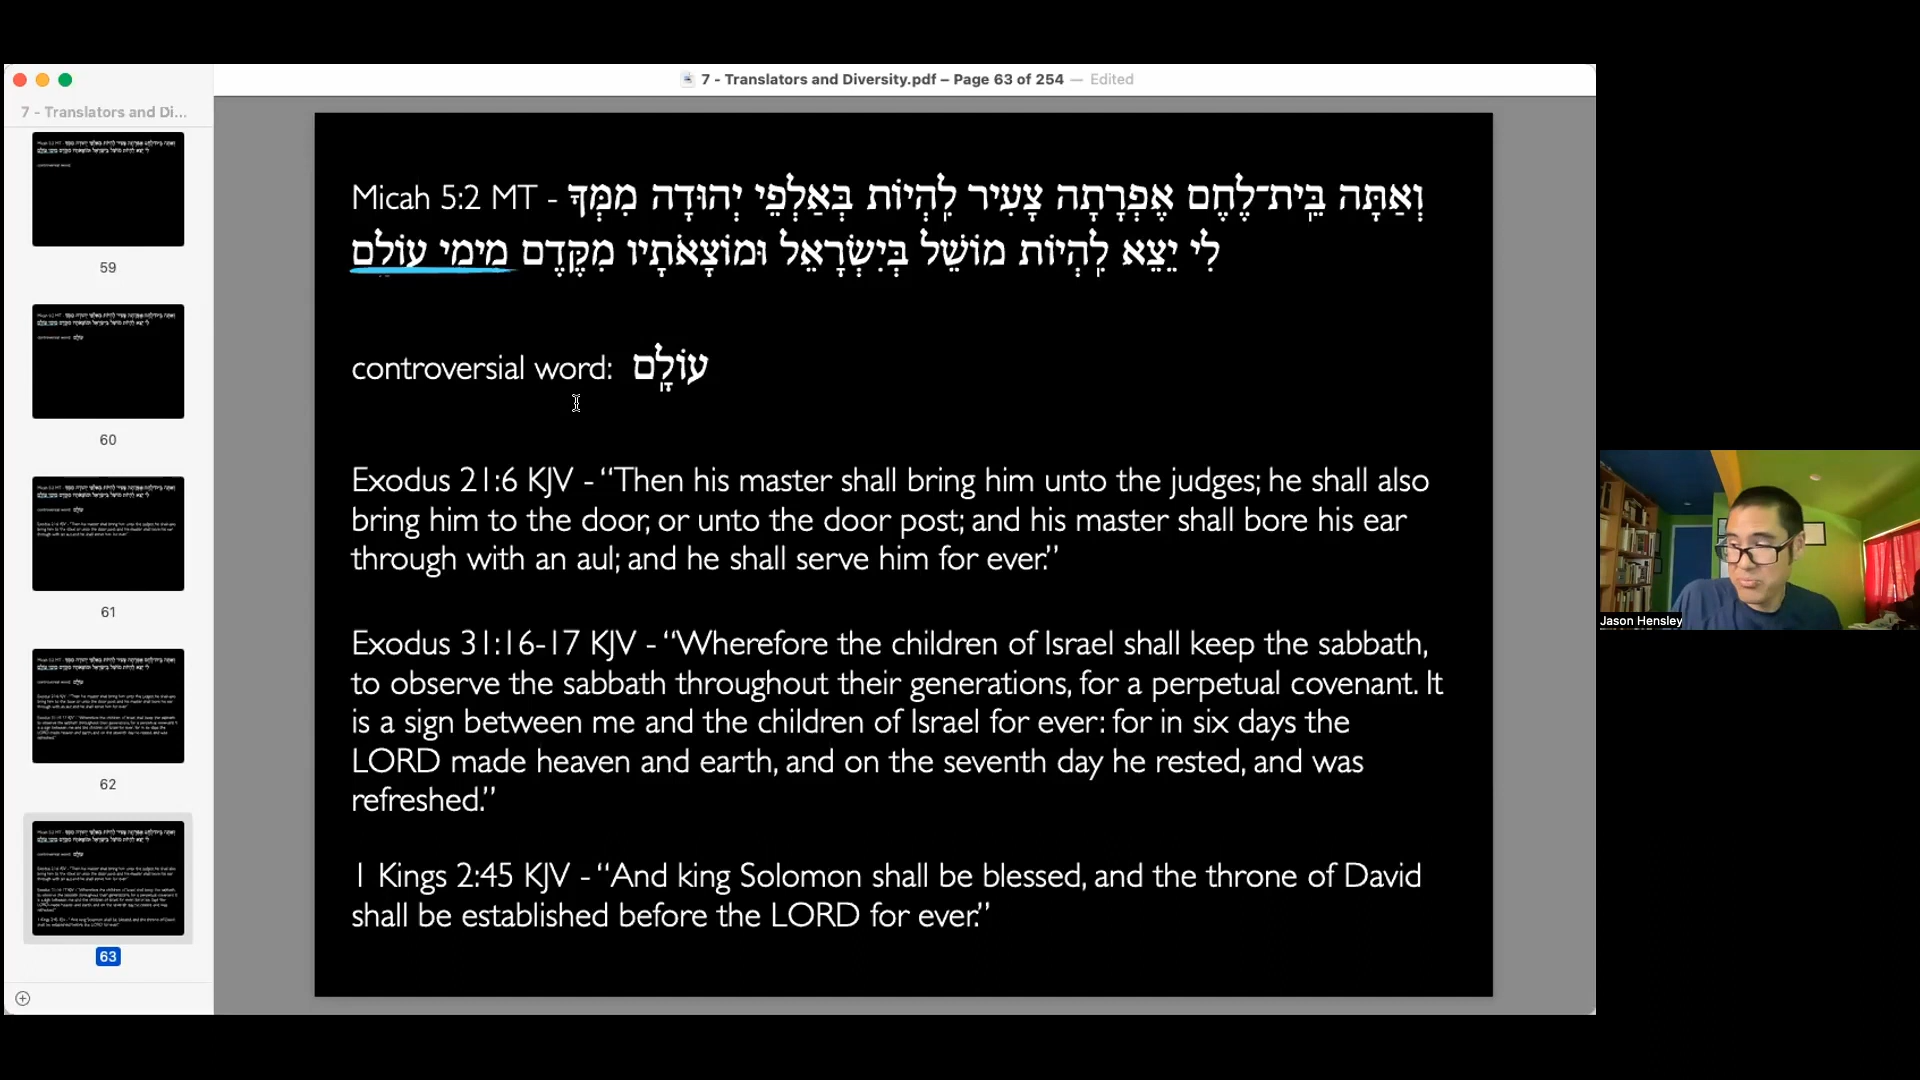 7 - Translators and Diversity.pdf – Page 63 of 254 — Edited
7 - Translators and Di...
59
60
61
62
63
Micah 5:2 MT - וְאַתָּה בֵּֽית־לֶחֶם אֶפְרָתָה צָעִיר לִֽהְיוֹת בְּאַלְפֵי יְהוּדָה מִמְּךָ
לִי יֵצֵא לִֽהְיוֹת מוֹשֵׁל בְּיִשְׂרָאֵל וּמוֹצָאֹתָיו מִקֶּדֶם מִימֵי עוֹלָֽם
controversial word: עוֹלָֽם
Exodus 21:6 KJV - “Then his master shall bring him unto the judges; he shall also
bring him to the door, or unto the door post; and his master shall bore his ear
through with an aul; and he shall serve him for ever.”
Exodus 31:16-17 KJV - “Wherefore the children of Israel shall keep the sabbath,
to observe the sabbath throughout their generations, for a perpetual covenant. It
is a sign between me and the children of Israel for ever: for in six days the
LORD made heaven and earth, and on the seventh day he rested, and was
refreshed.”
1 Kings 2:45 KJV - “And king Solomon shall be blessed, and the throne of David
shall be established before the LORD for ever.”
Jason Hensley